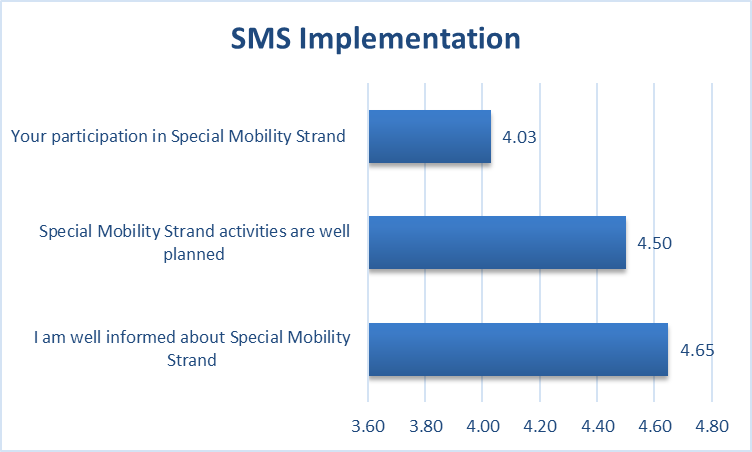 SMS Implementation
Your participation in Special Mobility Strand
4.03
Special Mobility Strand activities are well
planned
4.50
I am well informed about Special Mobility
Strand
4.65
3.60 3.80 4.00 4.20 4.40 4.60 4.80